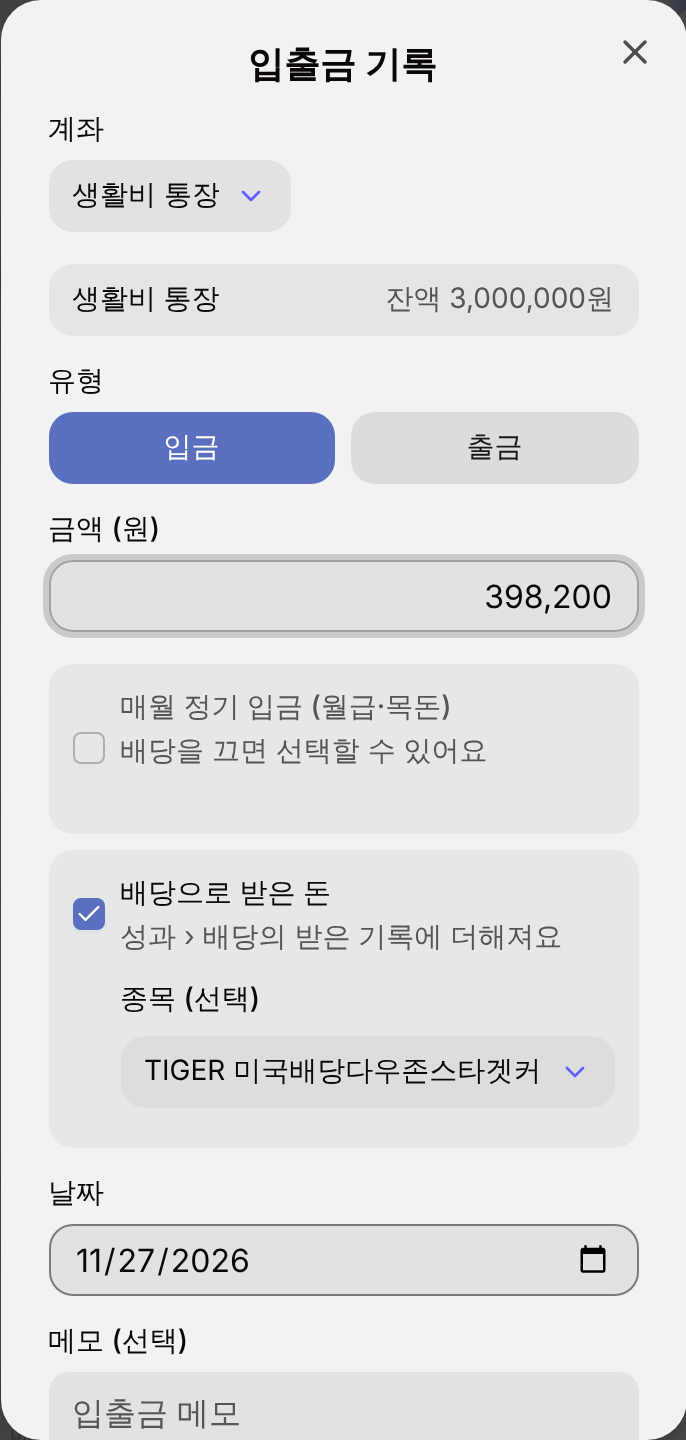 입출금 기록
계좌
생활비 통장
생활비 통장 잔액 3,000,000원
유형
입금 출금
금액 (원)
398,200
매월 정기 입금 (월급·목돈)
배당을 끄면 선택할 수 있어요
배당으로 받은 돈
성과 › 배당의 받은 기록에 더해져요
종목 (선택)
TIGER 미국배당다우존스타겟커
날짜
11/27/2026
메모 (선택)
입출금 메모